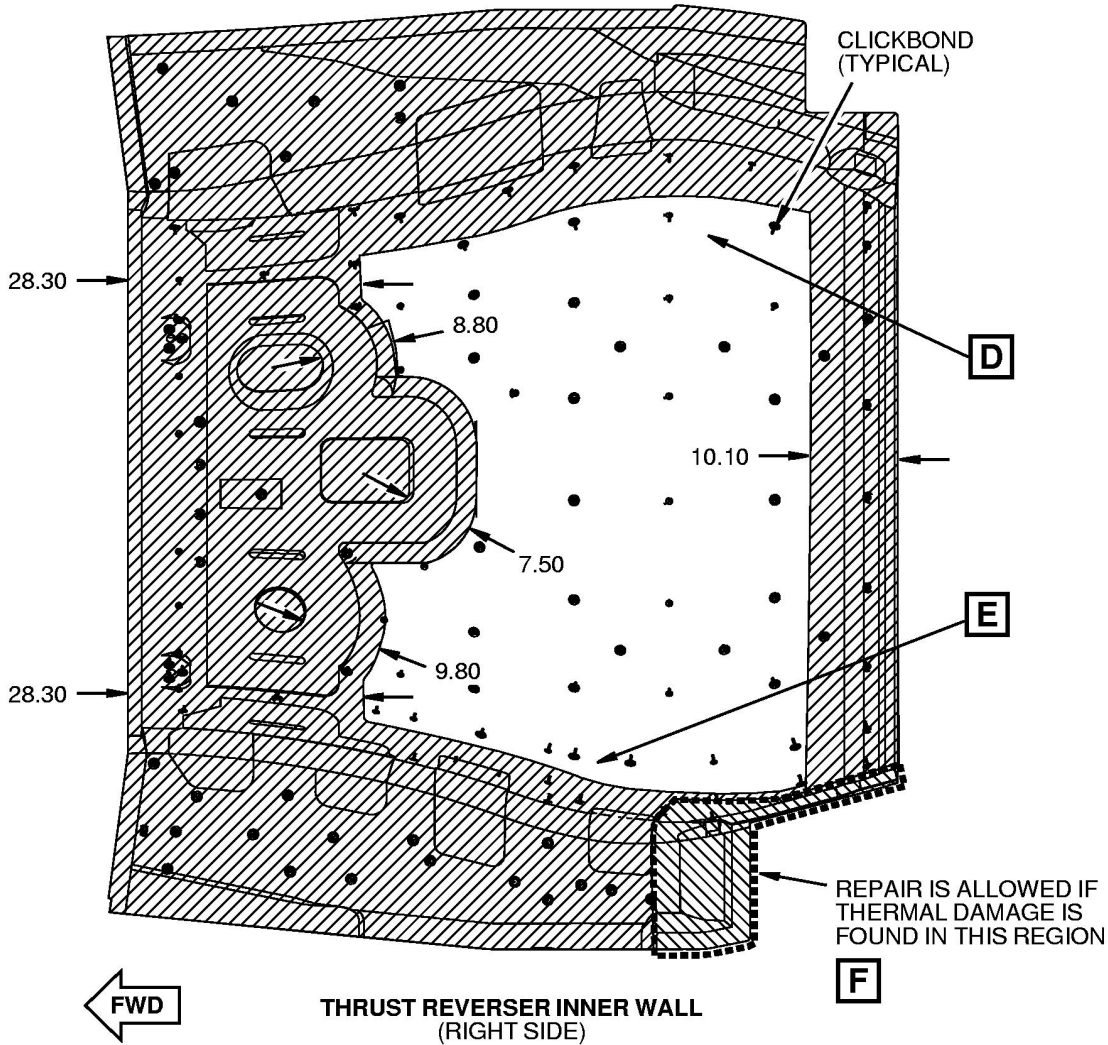 CLICKBOND
(TYPICAL)
28.30
8.80
D
10.10
7.50
E
9.80
28.30
REPAIR IS ALLOWED IF
THERMAL DAMAGE IS
FOUND IN THIS REGION
F
FWD
THRUST REVERSER INNER WALL
(RIGHT SIDE)